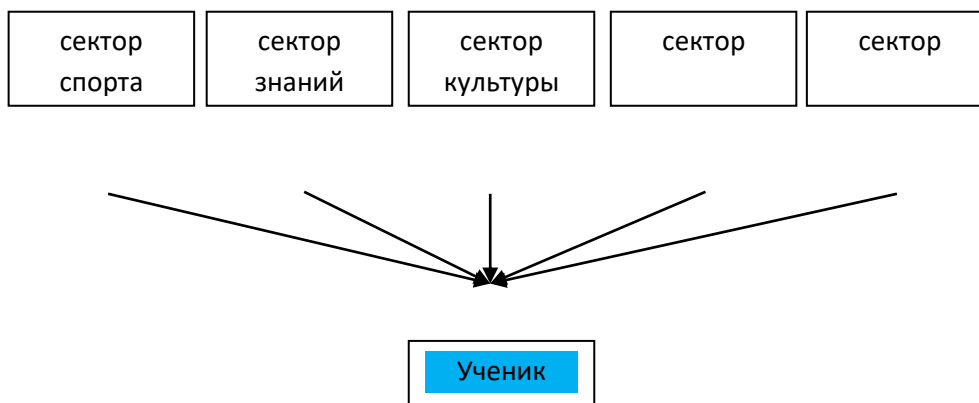 сектор
спорта
сектор
знаний
сектор
культуры
сектор
сектор
Ученик